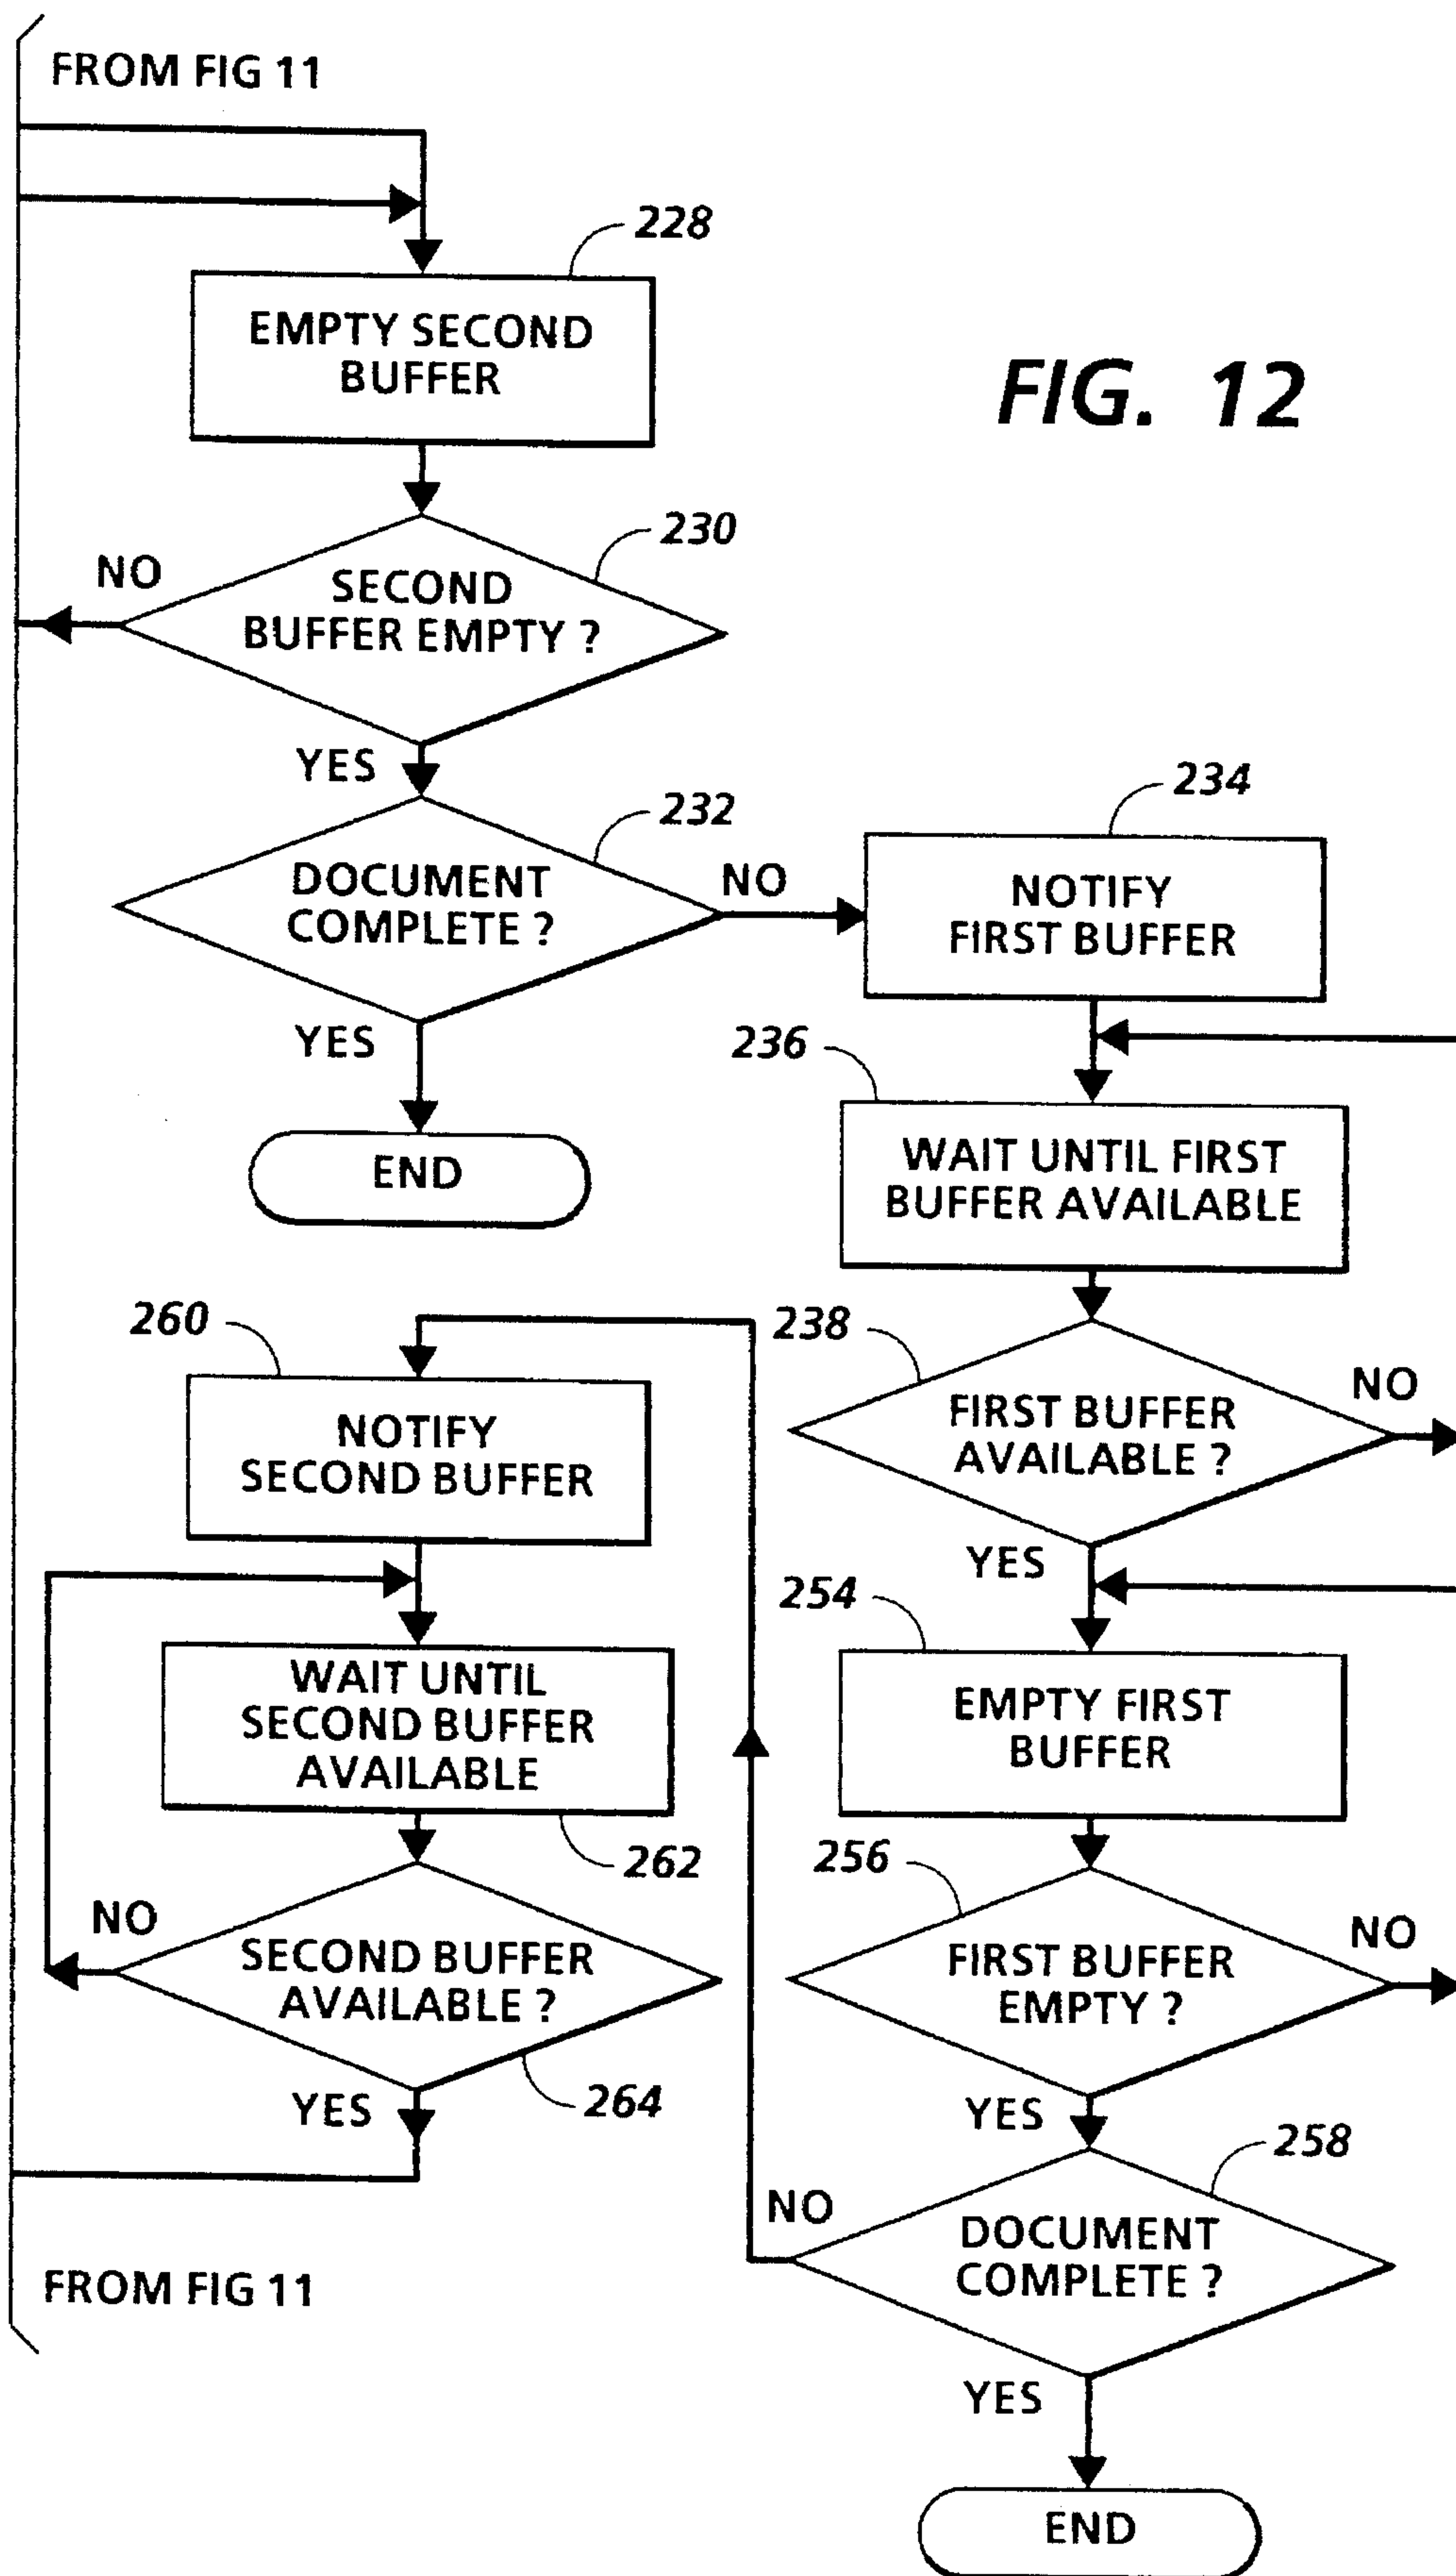 FROM FIG 11
228
EMPTY SECOND
BUFFER
FIG. 12
230
NO
SECOND
BUFFER EMPTY ?
YES
232
DOCUMENT
COMPLETE ?
NO
234
NOTIFY
FIRST BUFFER
YES
END
236
WAIT UNTIL FIRST
BUFFER AVAILABLE
238
FIRST BUFFER
AVAILABLE ?
NO
YES
254
EMPTY FIRST
BUFFER
256
FIRST BUFFER
EMPTY ?
NO
YES
258
DOCUMENT
COMPLETE ?
NO
YES
END
260
NOTIFY
SECOND BUFFER
WAIT UNTIL
SECOND BUFFER
AVAILABLE
262
NO
SECOND BUFFER
AVAILABLE ?
264
YES
FROM FIG 11